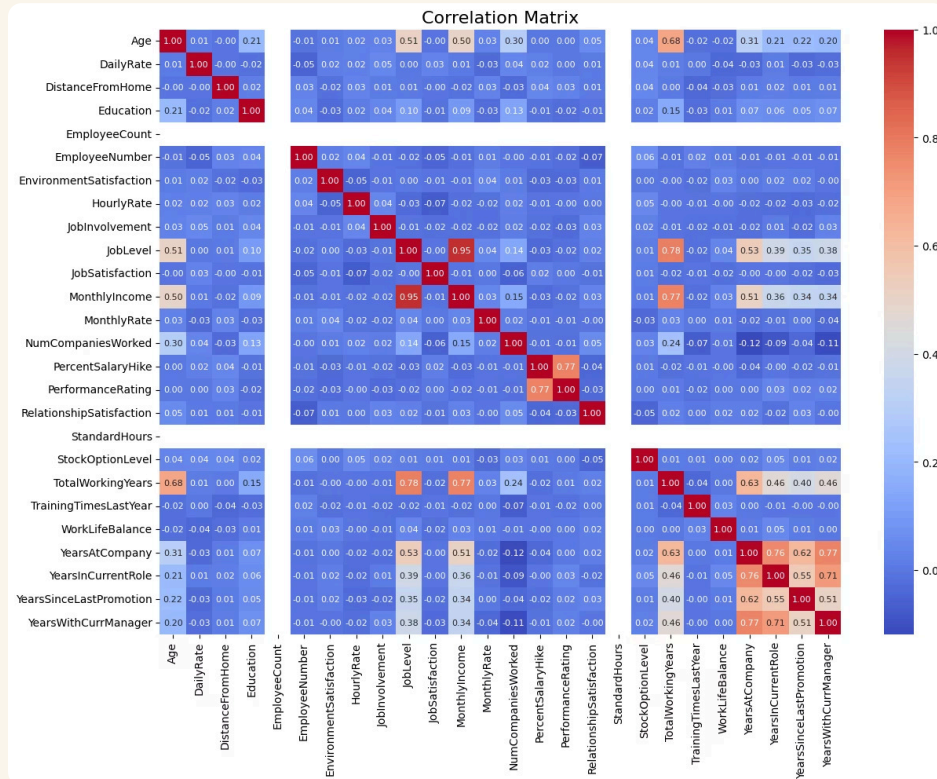 Correlation Matrix
Age 1.00 0.01 -0.00 0.21 -0.01 0.01 0.02 0.03 0.51 -0.00 0.50 0.03 0.30 0.00 0.00 0.05 0.04 0.68 -0.02 -0.02 0.31 0.21 0.22 0.20
DailyRate 0.01 1.00 -0.00 -0.02 -0.05 0.02 0.02 0.05 0.00 0.03 0.01 -0.03 0.04 0.02 0.00 0.01 0.04 0.01 0.00 -0.04 -0.03 0.01 -0.03 -0.03
DistanceFromHome -0.00 -0.00 1.00 0.02 0.03 -0.02 0.03 0.01 0.01 -0.00 -0.02 0.03 -0.03 0.04 0.03 0.01 0.04 0.00 -0.04 -0.03 0.01 0.02 0.01 0.01
Education 0.21 -0.02 0.02 1.00 0.04 -0.03 0.02 0.04 0.10 -0.01 0.09 -0.03 0.13 -0.01 -0.02 -0.01 0.02 0.15 -0.03 0.01 0.07 0.06 0.05 0.07
EmployeeCount
EmployeeNumber -0.01 -0.05 0.03 0.04 1.00 0.02 0.04 -0.01 -0.02 -0.05 -0.01 0.01 -0.00 -0.01 -0.02 -0.07 0.06 -0.01 0.02 0.01 -0.01 -0.01 -0.01 -0.01
EnvironmentSatisfaction 0.01 0.02 -0.02 -0.03 0.02 1.00 -0.05 -0.01 0.00 -0.01 -0.01 0.04 0.01 -0.03 -0.03 0.01 0.00 -0.00 -0.02 0.03 0.00 0.02 0.02 -0.00
HourlyRate 0.02 0.02 0.03 0.02 0.04 -0.05 1.00 0.04 -0.03 -0.07 -0.02 -0.02 0.02 -0.01 -0.00 0.00 0.05 -0.00 -0.01 -0.00 -0.02 -0.02 -0.03 -0.02
JobInvolvement 0.03 0.05 0.01 0.04 -0.01 -0.01 0.04 1.00 -0.01 -0.02 -0.02 -0.02 0.02 -0.02 -0.03 0.03 0.02 -0.01 -0.02 -0.01 -0.02 0.01 -0.02 0.03
JobLevel 0.51 0.00 0.01 0.10 -0.02 0.00 -0.03 -0.01 1.00 -0.00 0.95 0.04 0.14 -0.03 -0.02 0.02 0.01 0.78 -0.02 0.04 0.53 0.39 0.35 0.38
JobSatisfaction -0.00 0.03 -0.00 -0.01 -0.05 -0.01 -0.07 -0.02 -0.00 1.00 -0.01 0.00 -0.06 0.02 0.00 -0.01 0.01 -0.02 -0.01 -0.02 -0.00 -0.00 -0.02 -0.03
MonthlyIncome 0.50 0.01 -0.02 0.09 -0.01 -0.01 -0.02 -0.02 0.95 -0.01 1.00 0.03 0.15 -0.03 -0.02 0.03 0.01 0.77 -0.02 0.03 0.51 0.36 0.34 0.34
MonthlyRate 0.03 -0.03 0.03 -0.03 0.01 0.04 -0.02 -0.02 0.04 0.00 0.03 1.00 0.02 -0.01 -0.01 -0.00 -0.03 0.03 0.00 0.01 -0.02 -0.01 0.00 -0.04
NumCompaniesWorked 0.30 0.04 -0.03 0.13 -0.00 0.01 0.02 0.02 0.14 -0.06 0.15 0.02 1.00 -0.01 -0.01 0.05 0.03 0.24 -0.07 -0.01 -0.12 -0.09 -0.04 -0.11
PercentSalaryHike 0.00 0.02 0.04 -0.01 -0.01 -0.03 -0.01 -0.02 -0.03 0.02 -0.03 -0.01 -0.01 1.00 0.77 -0.04 0.01 -0.02 -0.01 -0.00 -0.04 -0.00 -0.02 -0.01
PerformanceRating 0.00 0.00 0.03 -0.02 -0.02 -0.03 -0.00 -0.03 -0.02 0.00 -0.02 -0.01 -0.01 0.77 1.00 -0.03 0.00 0.01 -0.02 0.00 0.00 0.03 0.02 0.02
RelationshipSatisfaction 0.05 0.01 0.01 -0.01 -0.07 0.01 0.00 0.03 0.02 -0.01 0.03 -0.00 0.05 -0.04 -0.03 1.00 -0.05 0.02 0.00 0.02 0.02 -0.02 0.03 -0.00
StandardHours
StockOptionLevel 0.04 0.04 0.04 0.02 0.06 0.00 0.05 0.02 0.01 0.01 0.01 -0.03 0.03 0.01 0.00 -0.05 1.00 0.01 0.01 0.00 0.02 0.05 0.01 0.02
TotalWorkingYears 0.68 0.01 0.00 0.15 -0.01 -0.00 -0.00 -0.01 0.78 -0.02 0.77 0.03 0.24 -0.02 0.01 0.02 0.01 1.00 -0.04 0.00 0.63 0.46 0.40 0.46
TrainingTimesLastYear -0.02 0.00 -0.04 -0.03 0.02 -0.02 -0.01 -0.02 -0.02 -0.01 -0.02 0.00 -0.07 -0.01 -0.02 0.00 0.01 -0.04 1.00 0.03 0.00 -0.01 -0.00 -0.00
WorkLifeBalance -0.02 -0.04 -0.03 0.01 0.01 0.03 -0.00 -0.01 0.04 -0.02 0.03 0.01 -0.01 -0.00 0.00 0.02 0.00 0.00 0.03 1.00 0.01 0.05 0.01 0.00
YearsAtCompany 0.31 -0.03 0.01 0.07 -0.01 0.00 -0.02 -0.02 0.53 -0.00 0.51 -0.02 -0.12 -0.04 0.00 0.02 0.02 0.63 0.00 0.01 1.00 0.76 0.62 0.77
YearsInCurrentRole 0.21 0.01 0.02 0.06 -0.01 0.02 -0.02 0.01 0.39 -0.00 0.36 -0.01 -0.09 -0.00 0.03 -0.02 0.05 0.46 -0.01 0.05 0.76 1.00 0.55 0.71
YearsSinceLastPromotion 0.22 -0.03 0.01 0.05 -0.01 0.02 -0.03 -0.02 0.35 -0.02 0.34 0.00 -0.04 -0.02 0.02 0.03 0.01 0.40 -0.00 0.01 0.62 0.55 1.00 0.51
YearsWithCurrManager 0.20 -0.03 0.01 0.07 -0.01 -0.00 -0.02 0.03 0.38 -0.03 0.34 -0.04 -0.11 -0.01 0.02 -0.00 0.02 0.46 -0.00 0.00 0.77 0.71 0.51 1.00
Age
DailyRate
DistanceFromHome
Education
EmployeeCount
EmployeeNumber
EnvironmentSatisfaction
HourlyRate
JobInvolvement
JobLevel
JobSatisfaction
MonthlyIncome
MonthlyRate
NumCompaniesWorked
PercentSalaryHike
PerformanceRating
RelationshipSatisfaction
StandardHours
StockOptionLevel
TotalWorkingYears
TrainingTimesLastYear
WorkLifeBalance
YearsAtCompany
YearsInCurrentRole
YearsSinceLastPromotion
YearsWithCurrManager
1.0
0.8
0.6
0.4
0.2
0.0